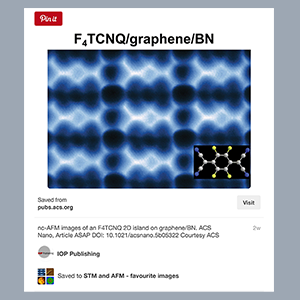 Pin it
F4TCNQ/graphene/BN
Saved from
pubs.acs.org
Visit
nc-AFM images of an F4TCNQ 2D island on graphene/BN. ACS
Nano, Article ASAP DOI: 10.1021/acsnano.5b05322 Courtesy ACS
2w
IOP Publishing
Saved to STM and AFM - favourite images